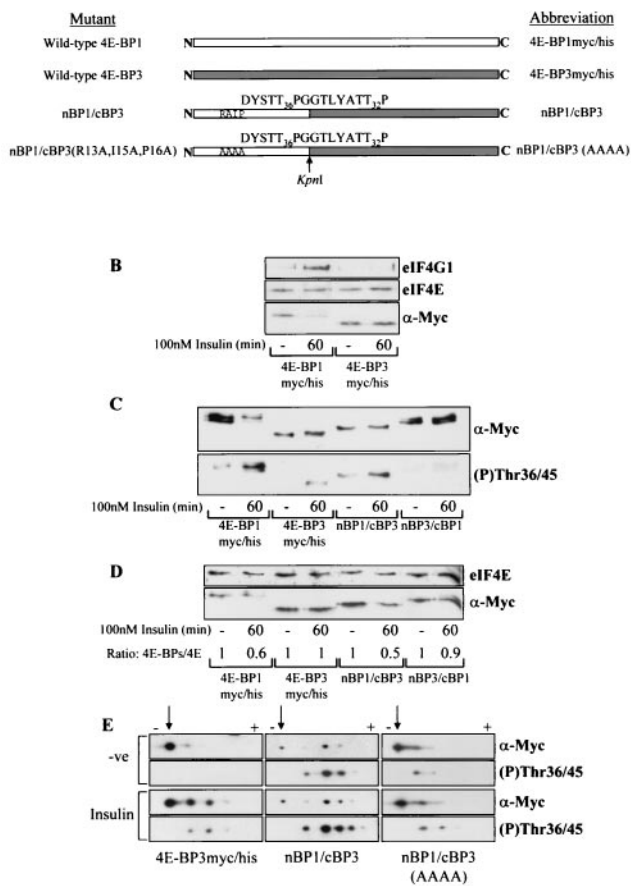 Mutant Abbreviation
Wild-type 4E-BP1 N C 4E-BP1myc/his
Wild-type 4E-BP3 N C 4E-BP3myc/his
DYSTT36PGGTLYATT32P
nBP1/cBP3 N RAIP C nBP1/cBP3
DYSTT36PGGTLYATT32P
nBP1/cBP3(R13A,I15A,P16A) N AAAA C nBP1/cBP3 (AAAA)
KpnI
B
eIF4G1
eIF4E
α-Myc
100nM Insulin (min) - 60 - 60
4E-BP1 myc/his 4E-BP3 myc/his
C
α-Myc
(P)Thr36/45
100nM Insulin (min) - 60 - 60 - 60 - 60
4E-BP1 myc/his 4E-BP3 myc/his nBP1/cBP3 nBP3/cBP1
D
eIF4E
α-Myc
100nM Insulin (min) - 60 - 60 - 60 - 60
Ratio: 4E-BPs/4E 1 0.6 1 1 1 0.5 1 0.9
4E-BP1 myc/his 4E-BP3 myc/his nBP1/cBP3 nBP3/cBP1
E - + - + - +
-ve
α-Myc
(P)Thr36/45
Insulin
α-Myc
(P)Thr36/45
4E-BP3myc/his nBP1/cBP3 nBP1/cBP3
(AAAA)